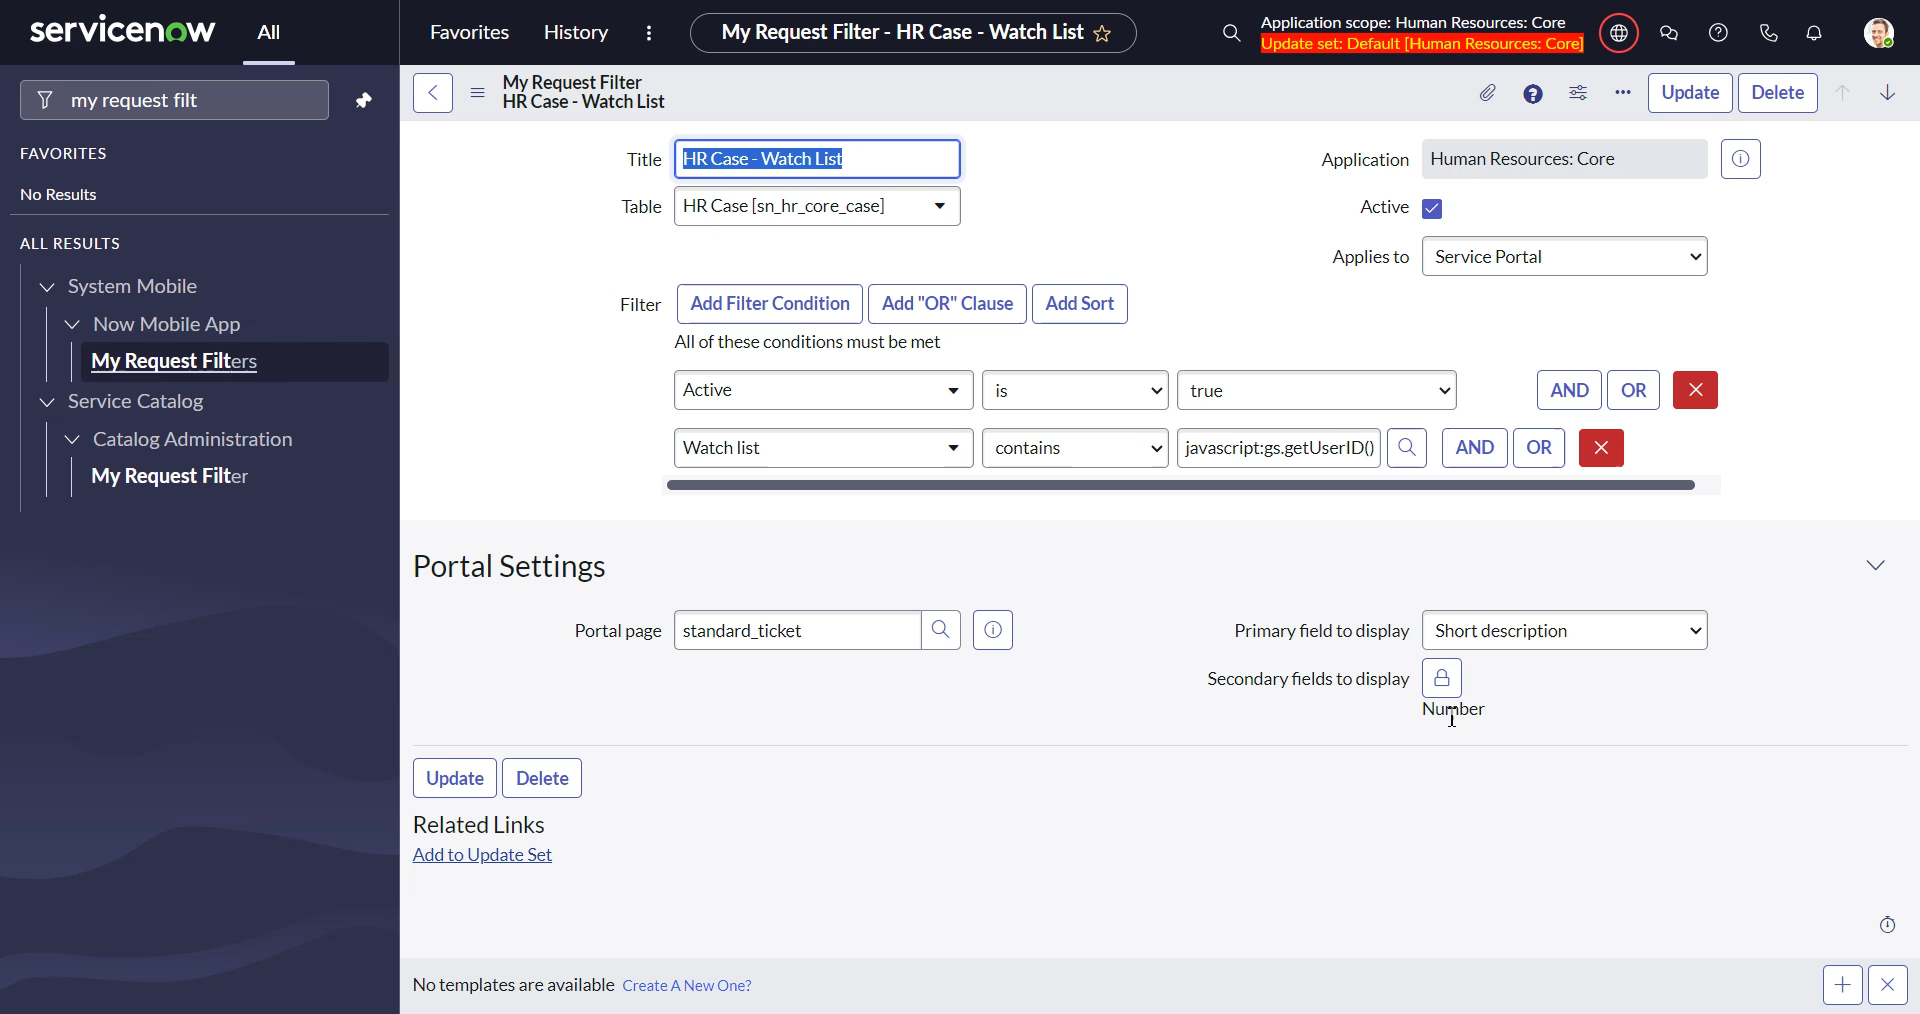 servicenow
All
Favorites
History
My Request Filter - HR Case - Watch List
Application scope: Human Resources: Core
Update set: Default [Human Resources: Core]
my request filt
FAVORITES
No Results
ALL RESULTS
System Mobile
Now Mobile App
My Request Filters
Service Catalog
Catalog Administration
My Request Filter
My Request Filter
HR Case - Watch List
Update
Delete
Title
HR Case - Watch List
Application
Human Resources: Core
Table
HR Case [sn_hr_core_case]
Active
Applies to
Service Portal
Filter
Add Filter Condition
Add "OR" Clause
Add Sort
All of these conditions must be met
Active
is
true
AND
OR
Watch list
contains
javascript:gs.getUserID()
AND
OR
Portal Settings
Portal page
standard_ticket
Primary field to display
Short description
Secondary fields to display
Number
Update
Delete
Related Links
Add to Update Set
No templates are available
Create A New One?